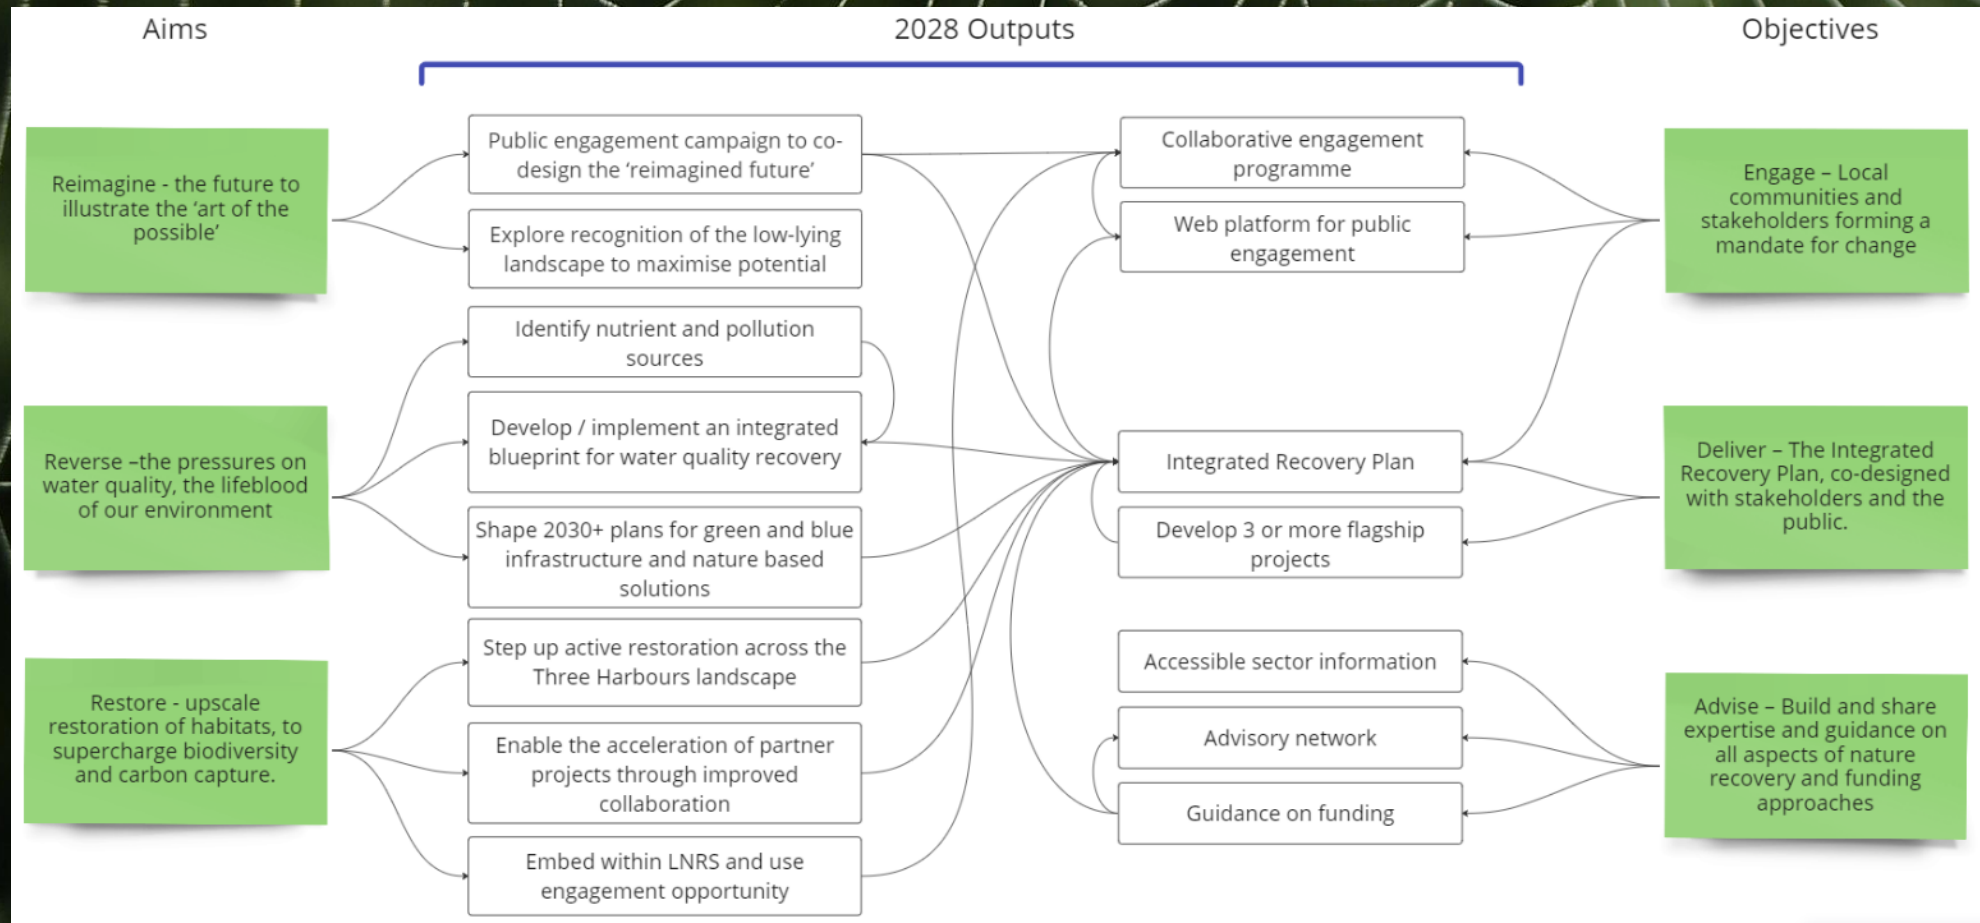 Aims
2028 Outputs
Objectives
Reimagine - the future to
illustrate the ‘art of the
possible’
Reverse –the pressures on
water quality, the lifeblood
of our environment
Restore - upscale
restoration of habitats, to
supercharge biodiversity
and carbon capture.
Public engagement campaign to co-
design the ‘reimagined future’
Explore recognition of the low-lying
landscape to maximise potential
Identify nutrient and pollution
sources
Develop / implement an integrated
blueprint for water quality recovery
Shape 2030+ plans for green and blue
infrastructure and nature based
solutions
Step up active restoration across the
Three Harbours landscape
Enable the acceleration of partner
projects through improved
collaboration
Embed within LNRS and use
engagement opportunity
Collaborative engagement
programme
Web platform for public
engagement
Integrated Recovery Plan
Develop 3 or more flagship
projects
Accessible sector information
Advisory network
Guidance on funding
Engage – Local
communities and
stakeholders forming a
mandate for change
Deliver – The Integrated
Recovery Plan, co-designed
with stakeholders and the
public.
Advise – Build and share
expertise and guidance on
all aspects of nature
recovery and funding
approaches